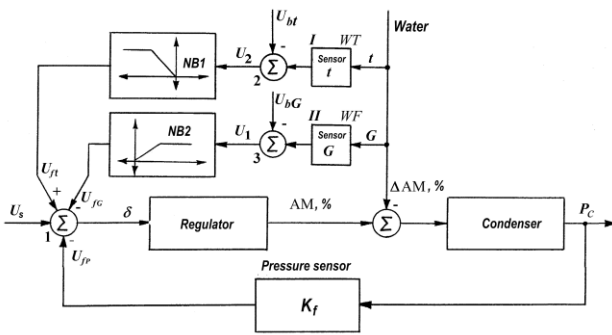 U_bt
Water
NB1
U_2
2
Σ
-
I
WT
Sensor
t
t
U_bG
NB2
U_1
3
Σ
-
II
WF
Sensor
G
G
U_ft
+
U_fG
-
U_s
1
Σ
-
U_fP
δ
Regulator
AM, %
Σ
-
ΔAM, %
Condenser
P_C
Pressure sensor
K_f